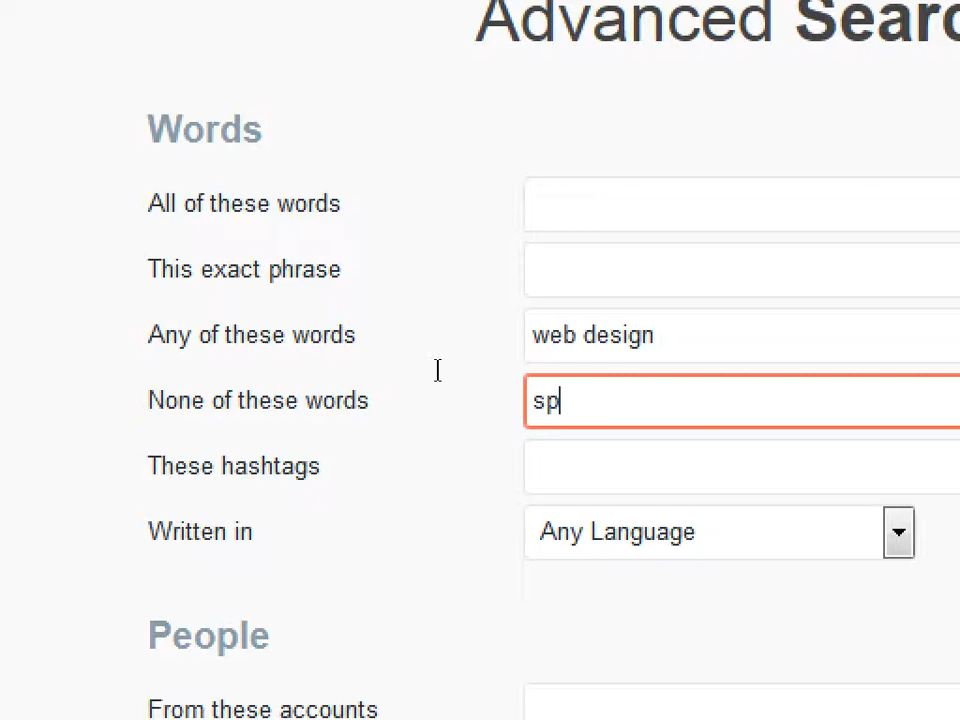 Advanced
Words
All of these words
This exact phrase
Any of these words web design
None of these words sp
These hashtags
Written in Any Language
People
From these accounts